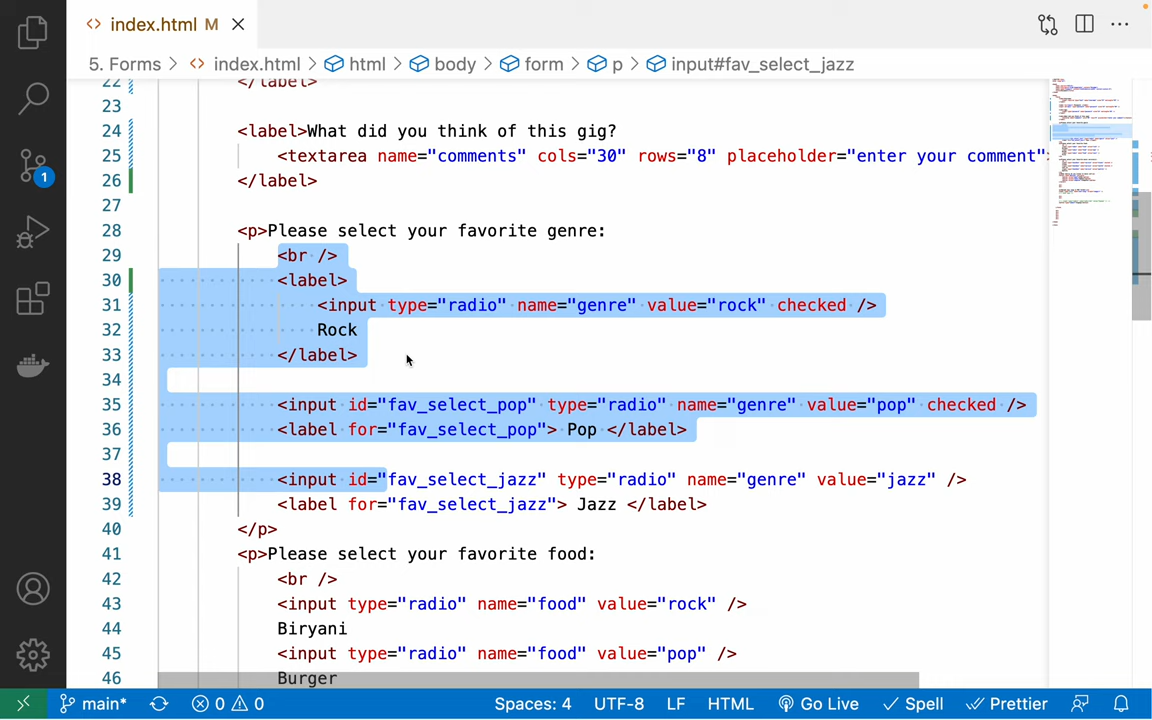 index.html M
5. Forms > <> index.html > html > body > form > p > input#fav_select_jazz
22 </label>
23
24 <label>What did you think of this gig?
25 <textarea name="comments" cols="30" rows="8" placeholder="enter your comment"
26 </label>
27
28 <p>Please select your favorite genre:
29 <br />
30 <label>
31 <input type="radio" name="genre" value="rock" checked />
32 Rock
33 </label>
34
35 <input id="fav_select_pop" type="radio" name="genre" value="pop" checked />
36 <label for="fav_select_pop"> Pop </label>
37
38 <input id="fav_select_jazz" type="radio" name="genre" value="jazz" />
39 <label for="fav_select_jazz"> Jazz </label>
40 </p>
41 <p>Please select your favorite food:
42 <br />
43 <input type="radio" name="food" value="rock" />
44 Biryani
45 <input type="radio" name="food" value="pop" />
46 Burger
1
main* 0 0 Spaces: 4 UTF-8 LF HTML Go Live Spell Prettier